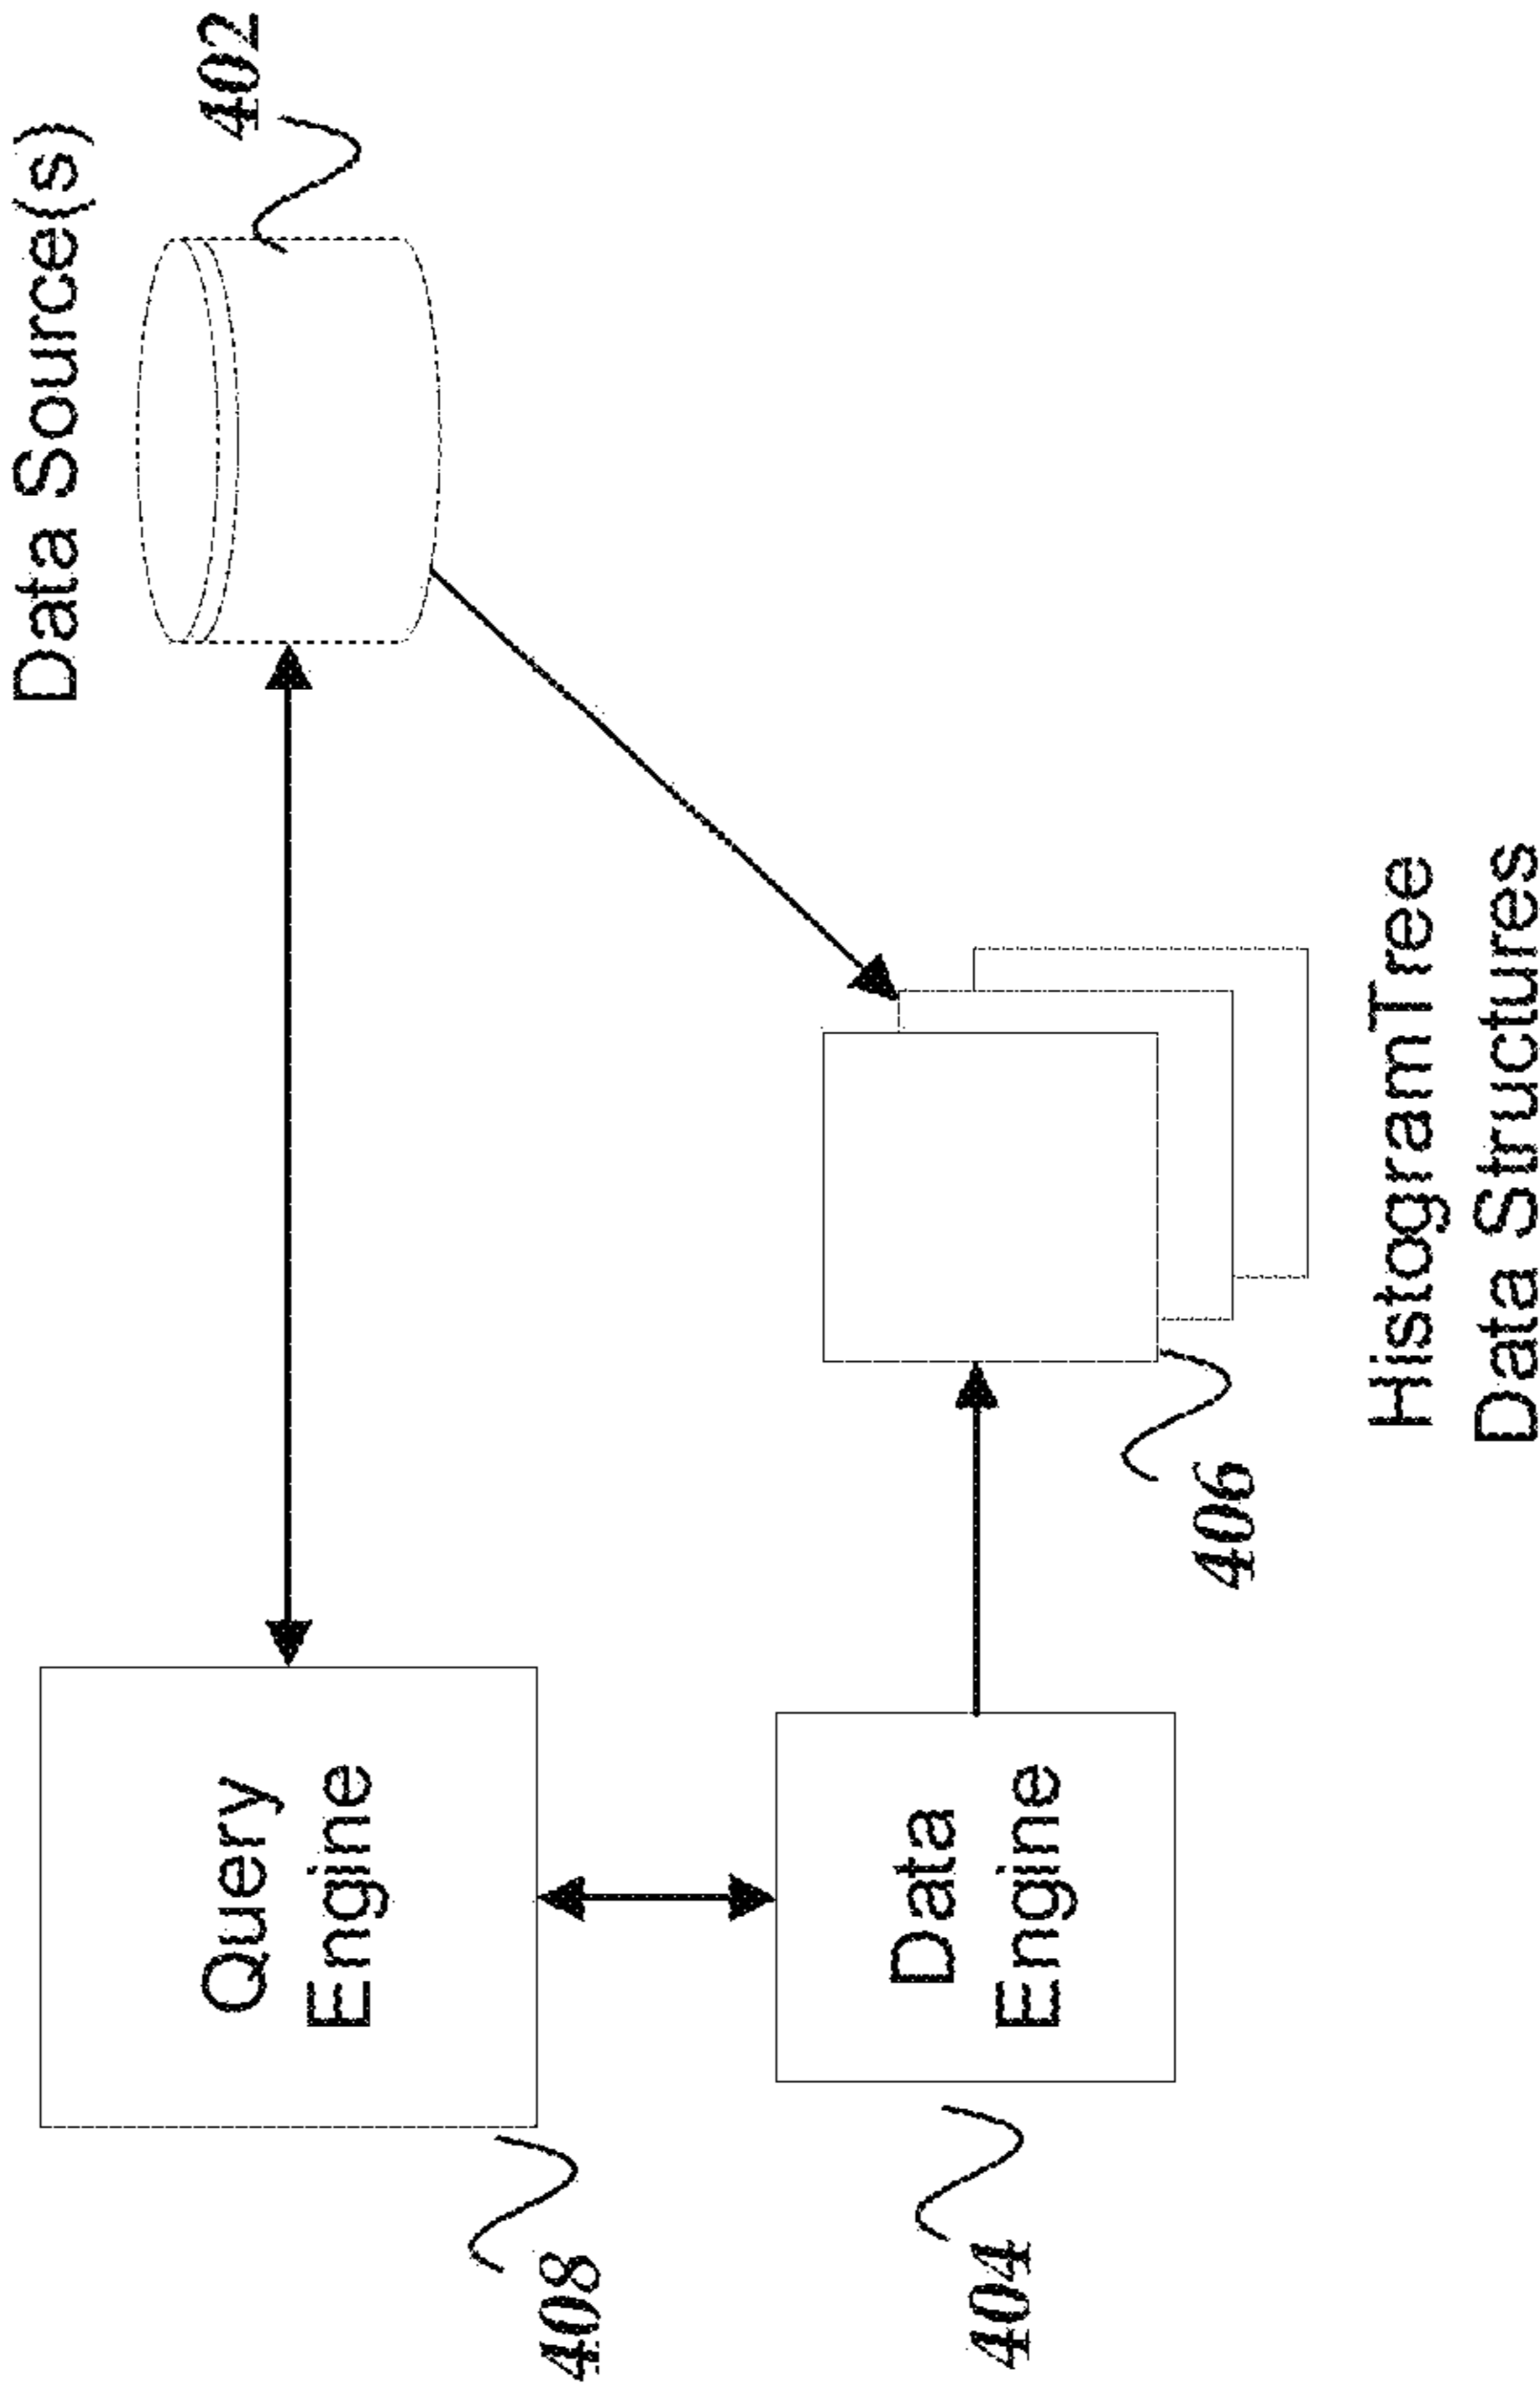 Data Source(s)
402
Query
Engine
408
Data
Engine
404
406
HistogramTree
Data Structures